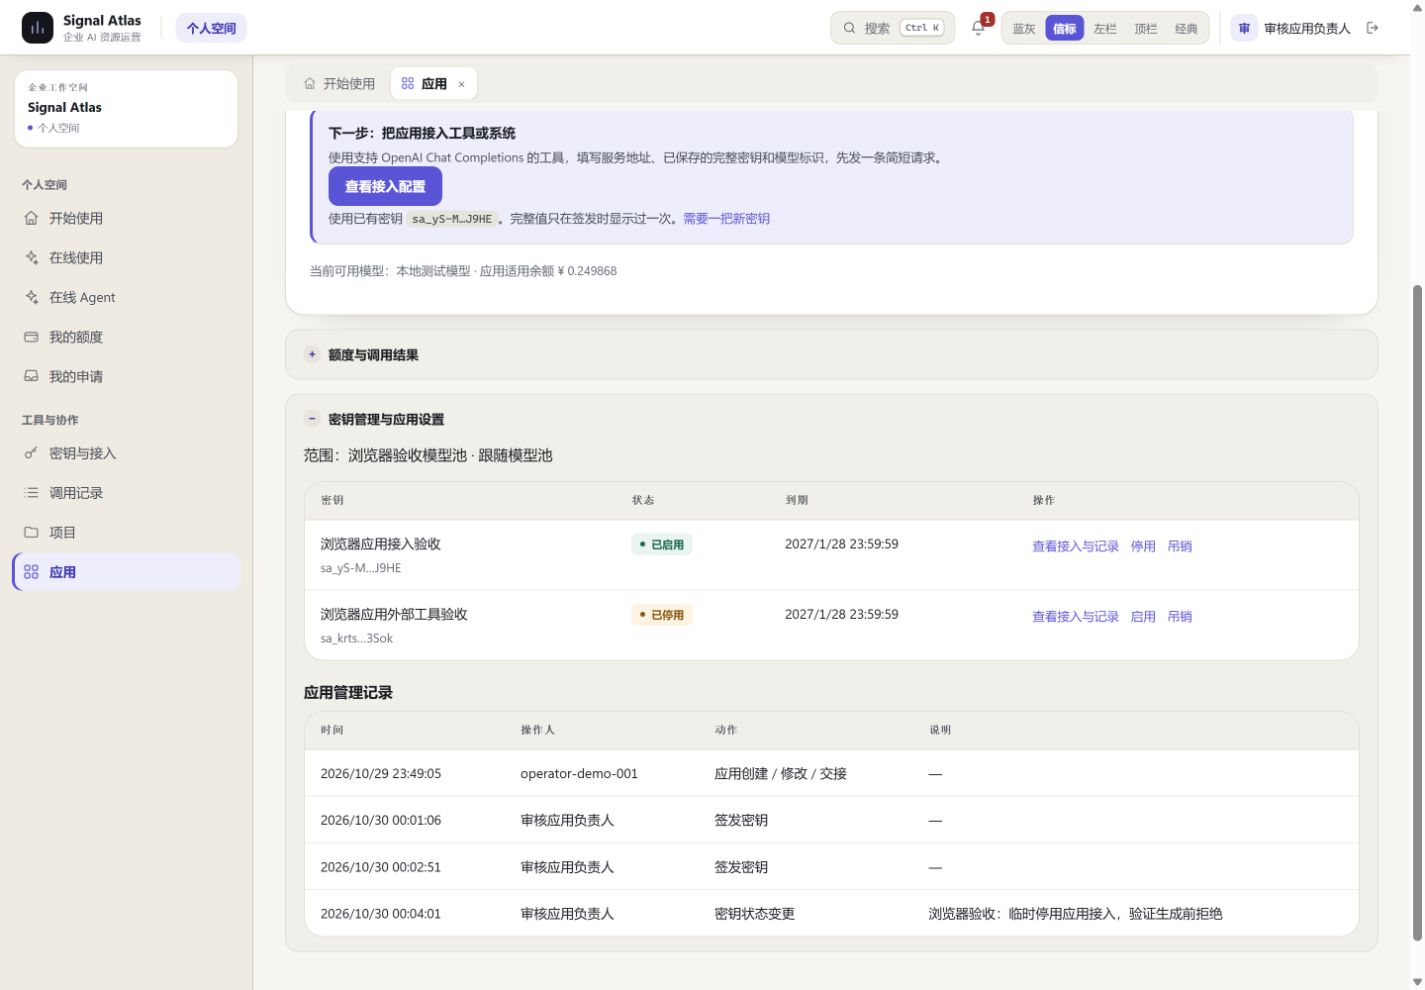 Signal Atlas
企业 AI 资源运营
个人空间
搜索
Ctrl K
1
蓝灰
信标
左栏
顶栏
经典
审
审核应用负责人
企业工作空间
Signal Atlas
个人空间
个人空间
开始使用
在线使用
在线 Agent
我的额度
我的申请
工具与协作
密钥与接入
调用记录
项目
应用
开始使用
应用 ×
下一步：把应用接入工具或系统
使用支持 OpenAI Chat Completions 的工具，填写服务地址、已保存的完整密钥和模型标识，先发一条简短请求。
查看接入配置
使用已有密钥 sa_yS-M…J9HE 。完整值只在签发时显示过一次。需要一把新密钥
当前可用模型：本地测试模型 · 应用适用余额 ¥ 0.249868
+ 额度与调用结果
− 密钥管理与应用设置
范围：浏览器验收模型池 · 跟随模型池
密钥 状态 到期 操作
浏览器应用接入验收 已启用 2027/1/28 23:59:59 查看接入与记录 停用 吊销
sa_yS-M...J9HE
浏览器应用外部工具验收 已停用 2027/1/28 23:59:59 查看接入与记录 启用 吊销
sa_krts...3Sok
应用管理记录
时间 操作人 动作 说明
2026/10/29 23:49:05 operator-demo-001 应用创建 / 修改 / 交接 —
2026/10/30 00:01:06 审核应用负责人 签发密钥 —
2026/10/30 00:02:51 审核应用负责人 签发密钥 —
2026/10/30 00:04:01 审核应用负责人 密钥状态变更 浏览器验收：临时停用应用接入，验证生成前拒绝